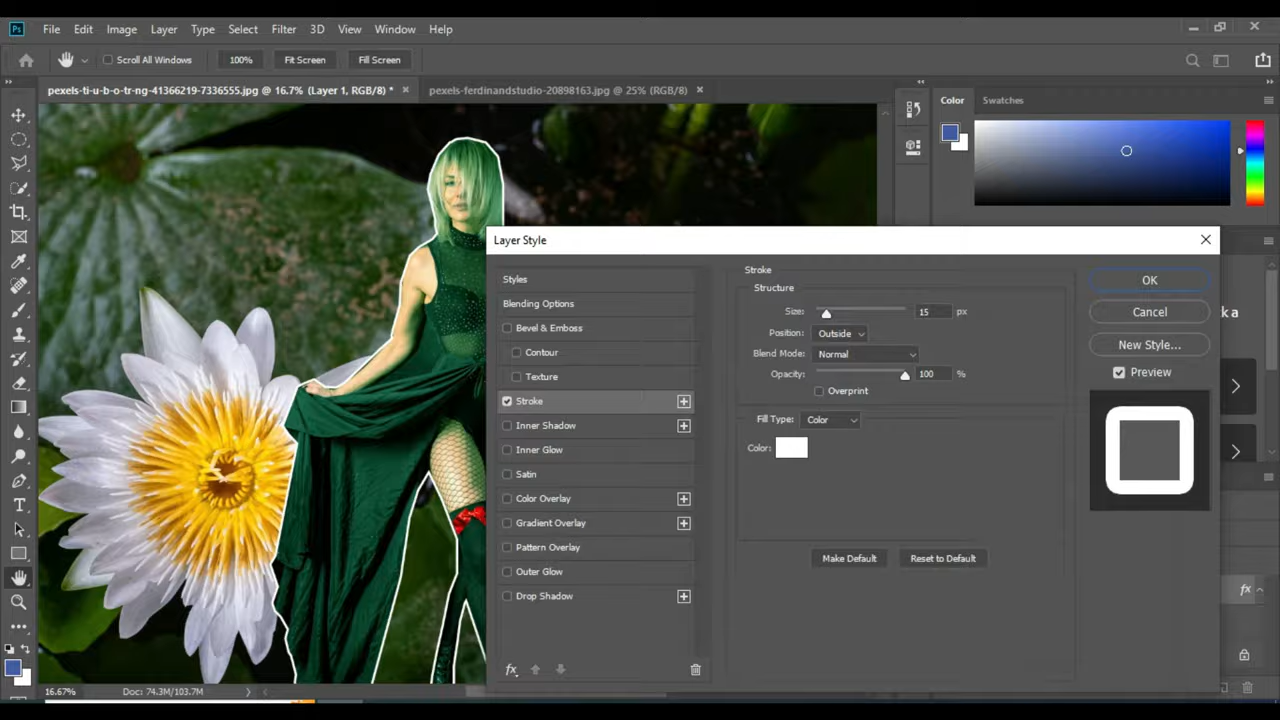 Ps File Edit Image Layer Type Select Filter 3D View Window Help
Scroll All Windows 100% Fit Screen Fill Screen
pexels-ti-u-b-o-tr-ng-41366219-7336555.jpg @ 16.7% (Layer 1, RGB/8) * pexels-ferdinandstudio-20898163.jpg @ 25% (RGB/8)
Color Swatches
Layer Style
Styles
Blending Options
Bevel & Emboss
Contour
Texture
Stroke
Inner Shadow
Inner Glow
Satin
Color Overlay
Gradient Overlay
Pattern Overlay
Outer Glow
Drop Shadow
fx
Stroke
Structure
Size: 15 px
Position: Outside
Blend Mode: Normal
Opacity: 100 %
Overprint
Fill Type: Color
Color:
Make Default Reset to Default
OK
Cancel
New Style...
Preview
ka
fx
16.67% Doc: 74.3M/103.7M